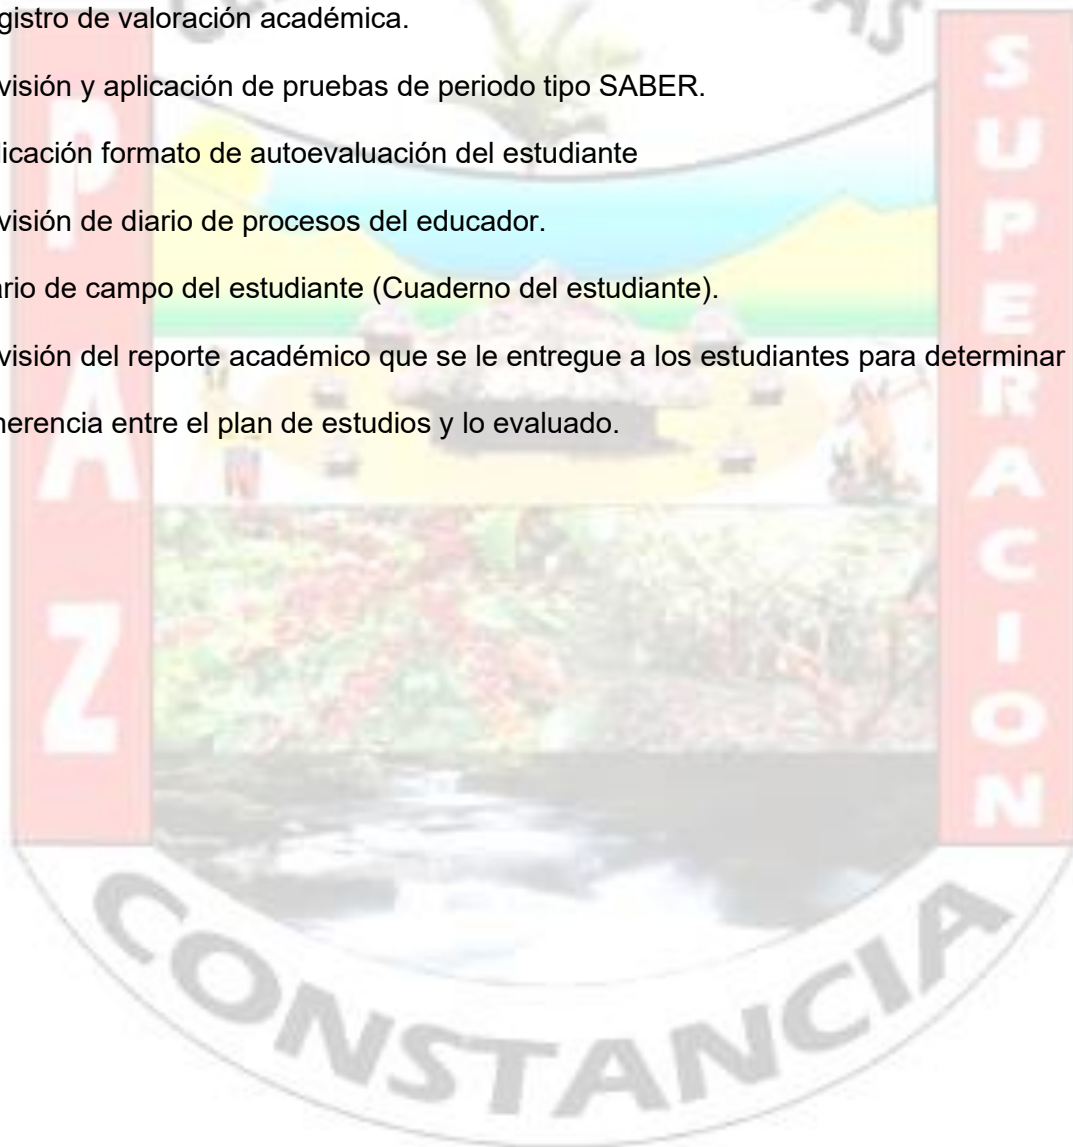 gistro de valoración académica.
visión y aplicación de pruebas de periodo tipo SABER.
licación formato de autoevaluación del estudiante
visión de diario de procesos del educador.
ario de campo del estudiante (Cuaderno del estudiante).
visión del reporte académico que se le entregue a los estudiantes para determinar
herencia entre el plan de estudios y lo evaluado.
PAZ
SUPERACION
CONSTANCIA